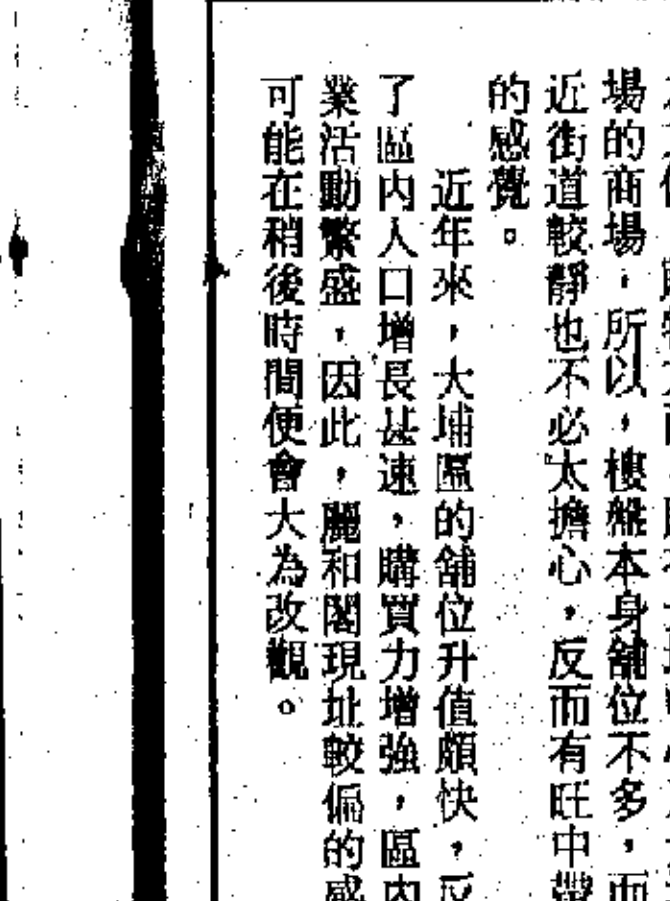 場的商場，所以，樓盤本身舖位不多，而
近街道較靜也不必太擔心，反而有旺中帶
的感覺。
近年來，大埔區的舖位升值頗快，反
了區內人口增長甚速，購買力增強，區內
業活動繁盛，因此，麗和閣現址較偏的感
可能在稍後時間便會大為改觀。